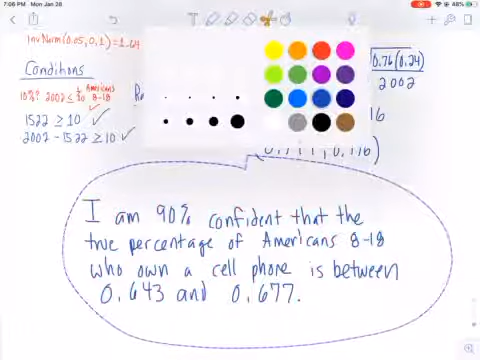 7:06 PM Mon Jan 26
48%
InvNorm(0.05,0,1)=1.64
Conditions
10%: 2002 ≤ 1/10 Americans 8-18 ✓
1522 ≥ 10 ✓
2002 - 1522 ≥ 10 ✓
0.76(0.24)
2002
I am 90% confident that the
true percentage of Americans 8-18
who own a cell phone is between
0.643 and 0.677.